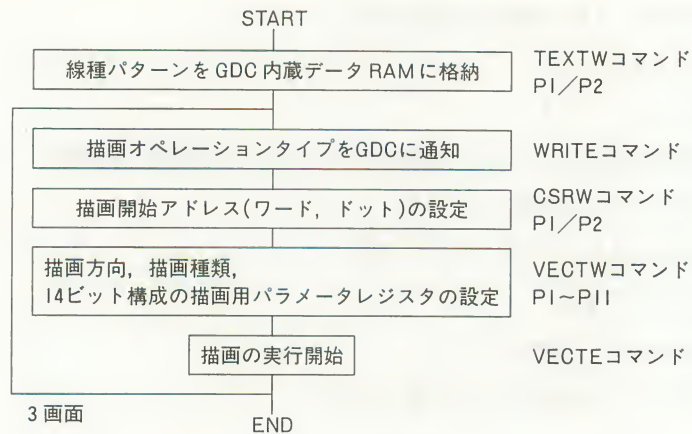 START
線種パターンをGDC内蔵データRAMに格納
TEXTWコマンド
P1／P2
描画オペレーションタイプをGDCに通知
WRITEコマンド
描画開始アドレス(ワード，ドット)の設定
CSRWコマンド
P1／P2
描画方向，描画種類，
14ビット構成の描画用パラメータレジスタの設定
VECTWコマンド
P1～P11
描画の実行開始
VECTEコマンド
3画面
END